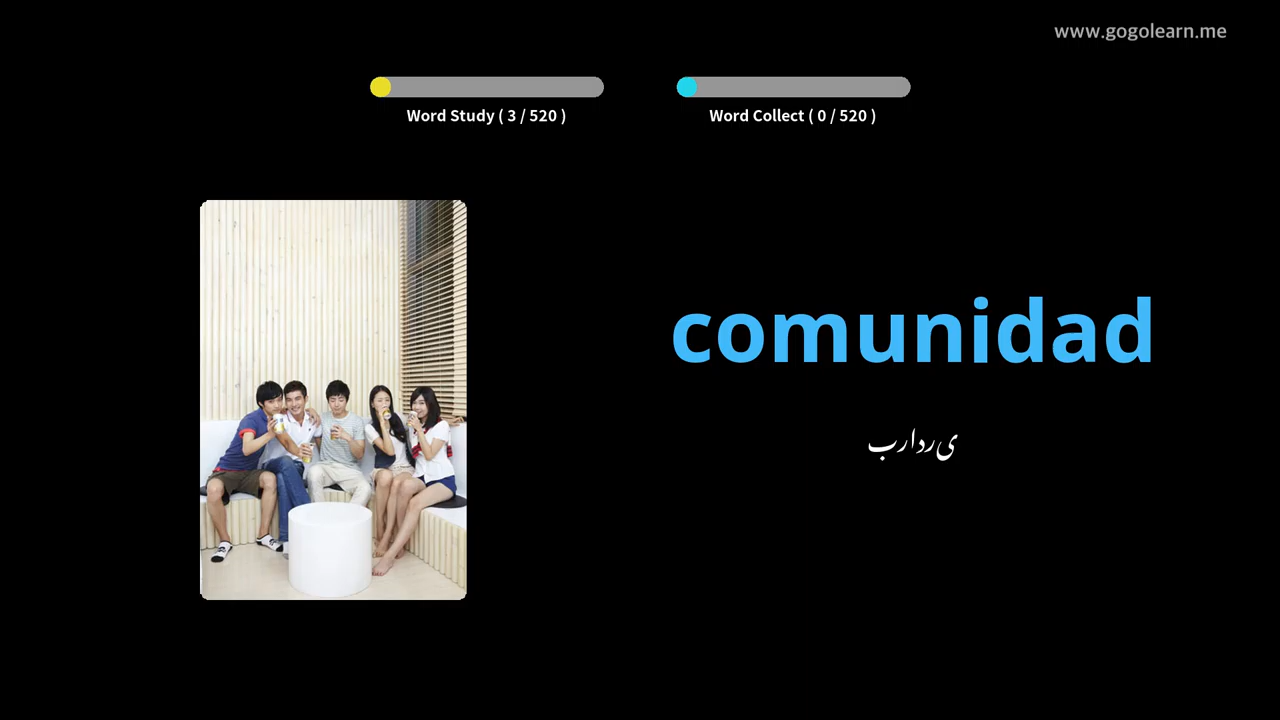 www.gogolearn.me
Word Study ( 3 / 520 )
Word Collect ( 0 / 520 )
comunidad
برادری